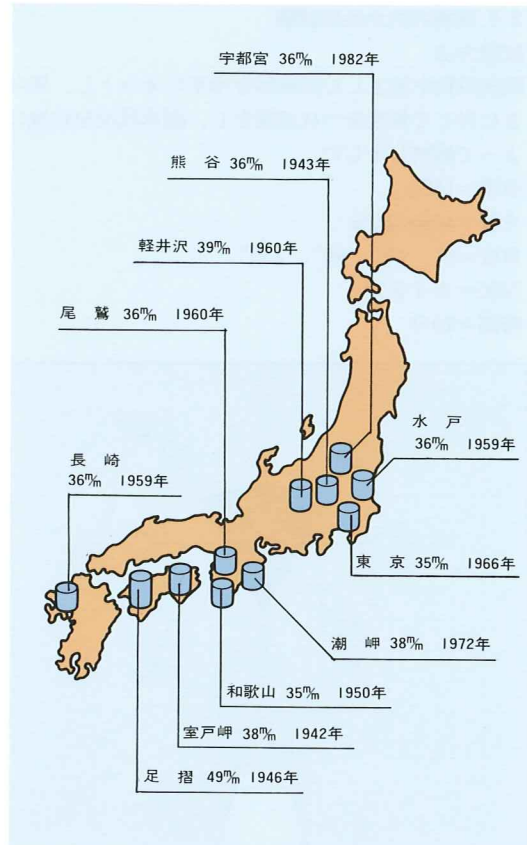 宇都宮 36㎜ 1982年
熊谷 36㎜ 1943年
軽井沢 39㎜ 1960年
尾鷲 36㎜ 1960年
水戸
36㎜ 1959年
長崎
36㎜ 1959年
東京 35㎜ 1966年
潮岬 38㎜ 1972年
和歌山 35㎜ 1950年
室戸岬 38㎜ 1942年
足摺 49㎜ 1946年